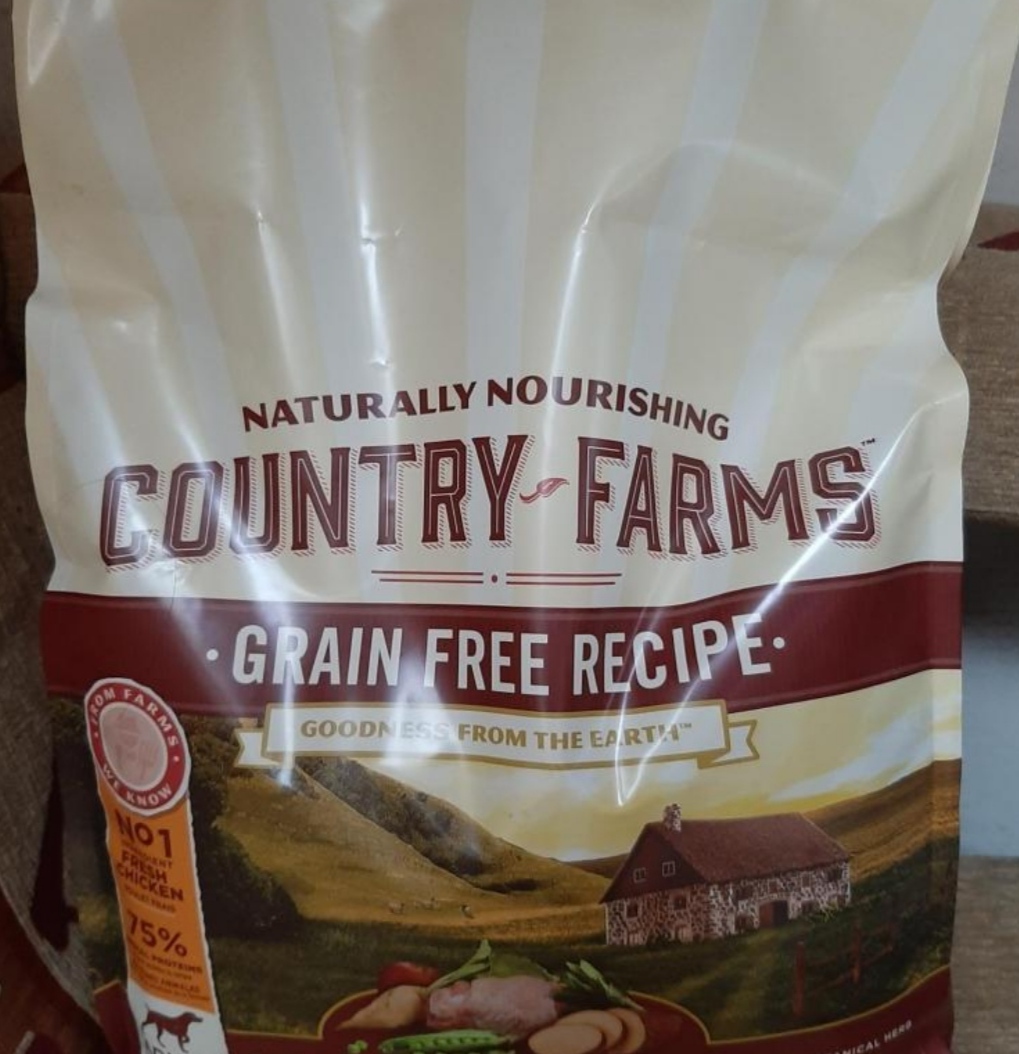 NATURALLY NOURISHING
COUNTRY FARMS™
· GRAIN FREE RECIPE ·
GOODNESS FROM THE EARTH™
FROM FARMS
WE KNOW
NO1
FRESH
CHICKEN
75%
HERB